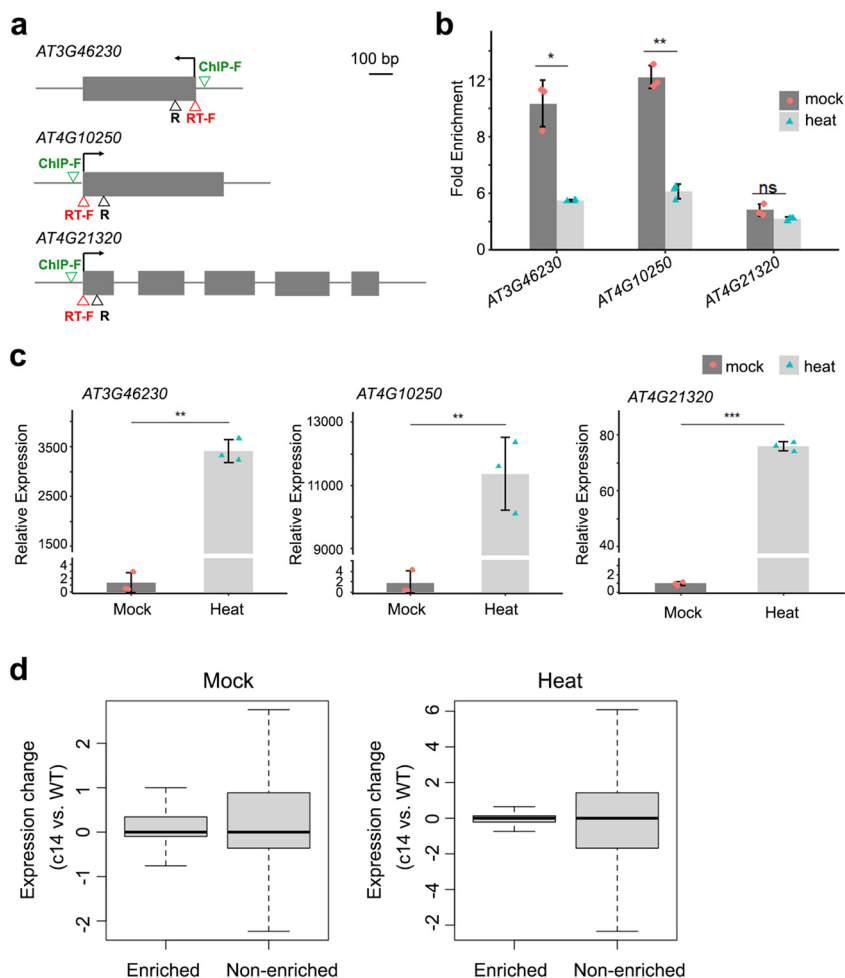 a
AT3G46230
ChIP-F
100 bp
R
RT-F
AT4G10250
ChIP-F
RT-F
R
AT4G21320
ChIP-F
RT-F
R
b
Fold Enrichment
12
9
6
0
*
**
ns
mock
heat
AT3G46230
AT4G10250
AT4G21320
c
mock
heat
AT3G46230
Relative Expression
3500
2500
1500
4
2
0
**
Mock
Heat
AT4G10250
Relative Expression
13000
11000
9000
4
2
0
**
Mock
Heat
AT4G21320
Relative Expression
80
60
40
2
0
***
Mock
Heat
d
Mock
Expression change
(c14 vs. WT)
2
1
0
-1
-2
Enriched
Non-enriched
Heat
Expression change
(c14 vs. WT)
6
4
2
0
-2
-4
-2
Enriched
Non-enriched